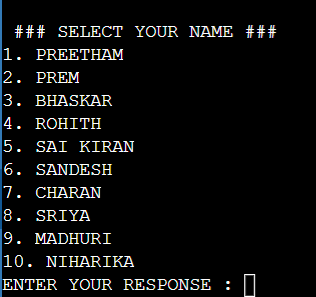 ### SELECT YOUR NAME ###
1. PREETHAM
2. PREM
3. BHASKAR
4. ROHITH
5. SAI KIRAN
6. SANDESH
7. CHARAN
8. SRIYA
9. MADHURI
10. NIHARIKA
ENTER YOUR RESPONSE :